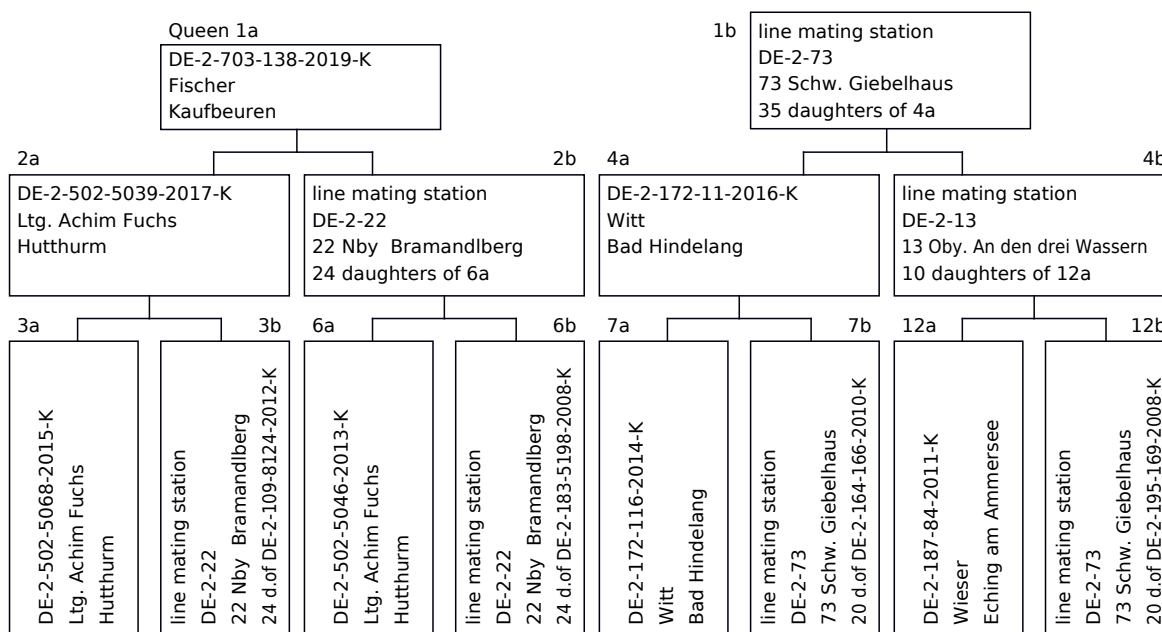 Queen 1a
DE-2-703-138-2019-K
Fischer
Kaufbeuren
1b
line mating station
DE-2-73
73 Schw. Giebelhaus
35 daughters of 4a
2a
DE-2-502-5039-2017-K
Ltg. Achim Fuchs
Hutthurm
2b
line mating station
DE-2-22
22 Nby Bramandlberg
24 daughters of 6a
4a
DE-2-172-11-2016-K
Witt
Bad Hindelang
4b
line mating station
DE-2-13
13 Oby. An den drei Wassern
10 daughters of 12a
3a
DE-2-502-5068-2015-K
Ltg. Achim Fuchs
Hutthurm
3b
line mating station
DE-2-22
22 Nby Bramandlberg
24 d.of DE-2-109-8124-2012-K
6a
DE-2-502-5046-2013-K
Ltg. Achim Fuchs
Hutthurm
6b
line mating station
DE-2-22
22 Nby Bramandlberg
24 d.of DE-2-183-5198-2008-K
7a
DE-2-172-116-2014-K
Witt
Bad Hindelang
7b
line mating station
DE-2-73
73 Schw. Giebelhaus
20 d.of DE-2-164-166-2010-K
12a
DE-2-187-84-2011-K
Wieser
Eching am Ammersee
12b
line mating station
DE-2-73
73 Schw. Giebelhaus
20 d.of DE-2-195-169-2008-K